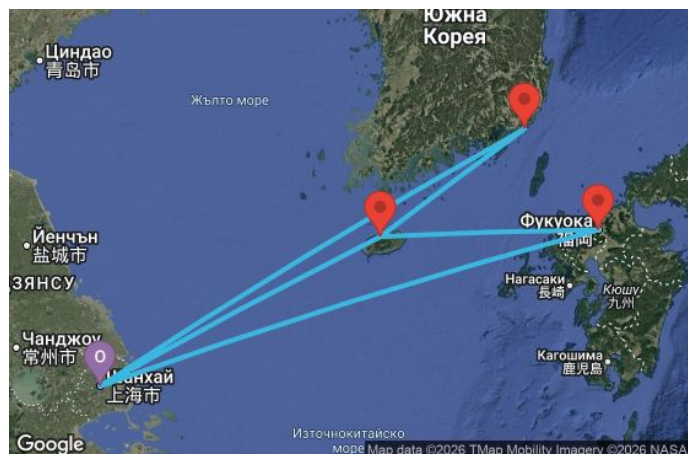 Южна
Корея
Циндао
青岛市
Жълто море
Фукуока
福岡
Йенчън
盐城市
ДЗЯНСУ
Нагасаки
長崎
Кюшу
九州
Чанджоу
常州市
O
Шанхай
上海市
Кагошима
鹿児島
Източнокитайско
море
Google
Map data ©2026 TMap Mobility Imagery ©2026 NASA